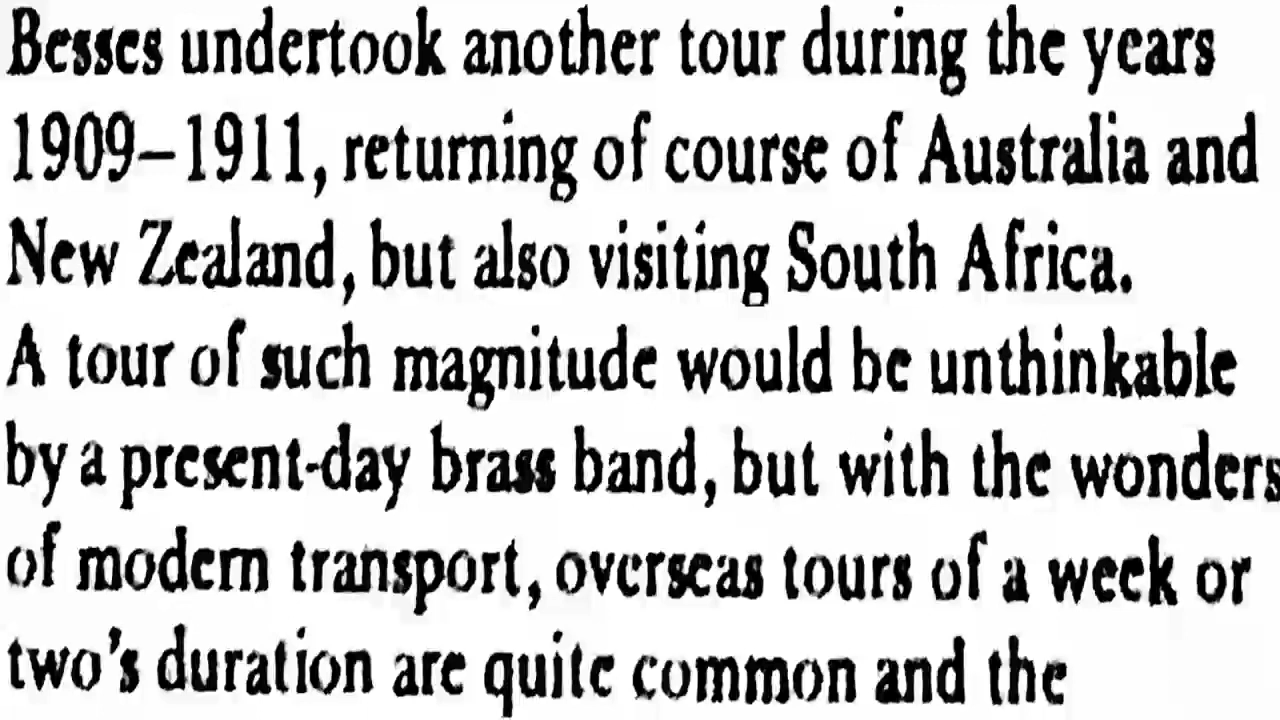 Besses undertook another tour during the years
1909–1911, returning of course of Australia and
New Zealand, but also visiting South Africa.
A tour of such magnitude would be unthinkable
by a present-day brass band, but with the wonders
of modern transport, overseas tours of a week or
two's duration are quite common and the